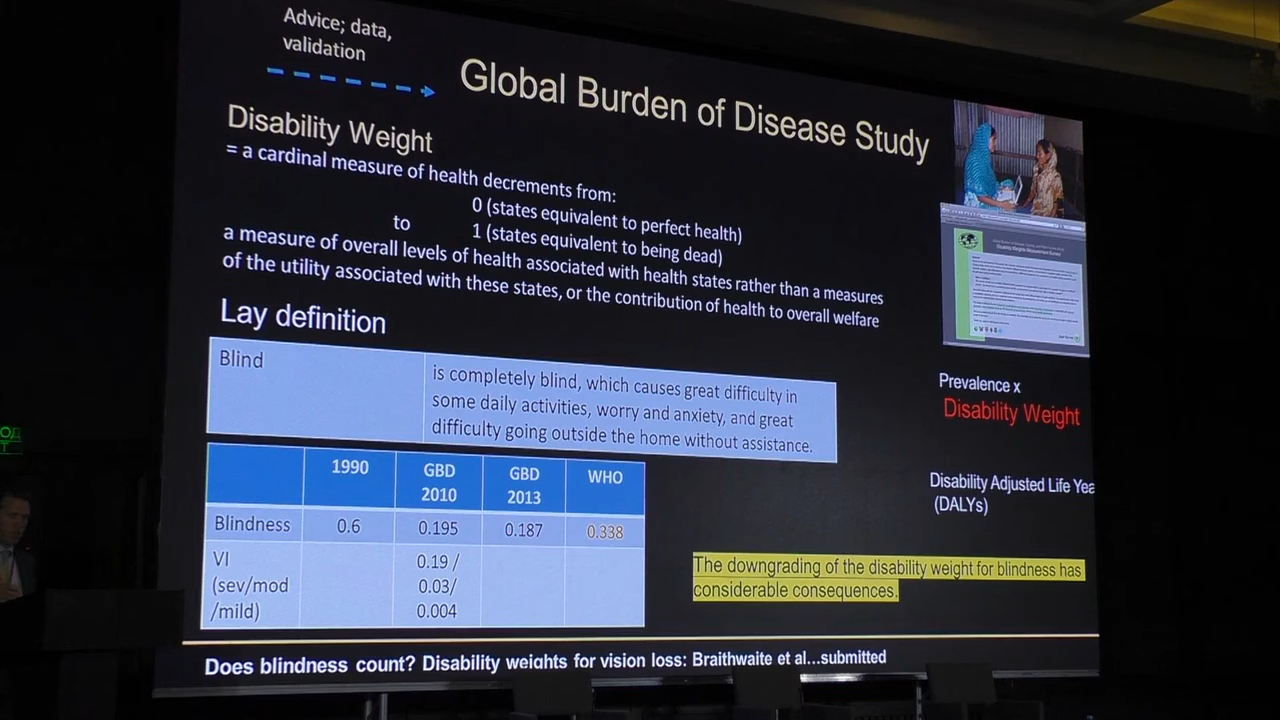 Advice; data,
validation
Global Burden of Disease Study
Disability Weight
= a cardinal measure of health decrements from:
0 (states equivalent to perfect health)
to
1 (states equivalent to being dead)
a measure of overall levels of health associated with health states rather than a measures
of the utility associated with these states, or the contribution of health to overall welfare
Lay definition
Blind
is completely blind, which causes great difficulty in
some daily activities, worry and anxiety, and great
difficulty going outside the home without assistance.
1990 GBD 2010 GBD 2013 WHO
Blindness 0.6 0.195 0.187 0.338
VI
(sev/mod
/mild)
0.19 /
0.03/
0.004
Prevalence x
Disability Weight
Disability Adjusted Life Yea
(DALYs)
The downgrading of the disability weight for blindness has
considerable consequences.
Does blindness count? Disability weights for vision loss: Braithwaite et al...submitted